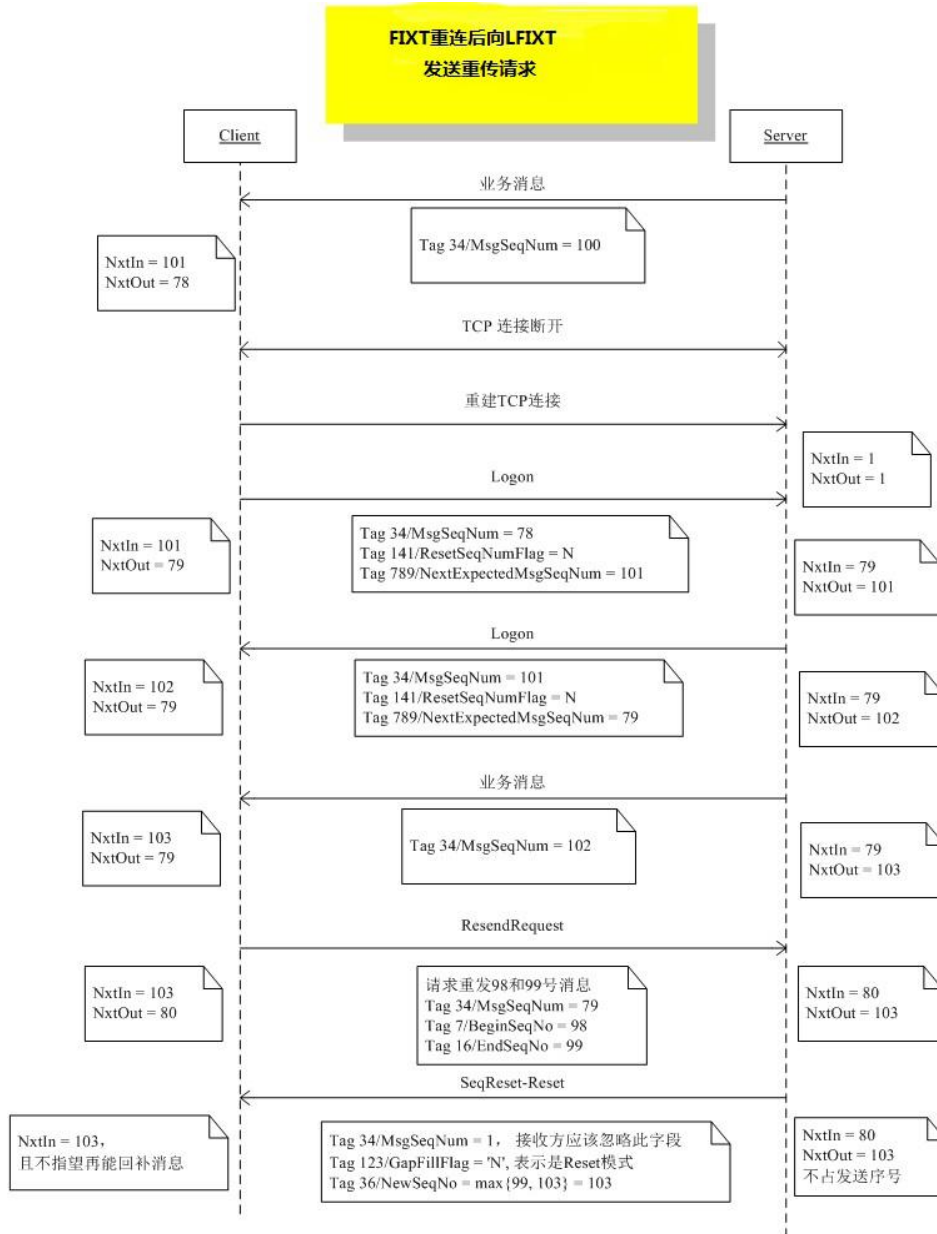 FIXT重连后向LFIXT
发送重传请求
Client
Server
业务消息
Tag 34/MsgSeqNum = 100
NxtIn = 101
NxtOut = 78
TCP 连接断开
重建TCP连接
NxtIn = 1
NxtOut = 1
Logon
NxtIn = 101
NxtOut = 79
Tag 34/MsgSeqNum = 78
Tag 141/ResetSeqNumFlag = N
Tag 789/NextExpectedMsgSeqNum = 101
NxtIn = 79
NxtOut = 101
Logon
NxtIn = 102
NxtOut = 79
Tag 34/MsgSeqNum = 101
Tag 141/ResetSeqNumFlag = N
Tag 789/NextExpectedMsgSeqNum = 79
NxtIn = 79
NxtOut = 102
业务消息
NxtIn = 103
NxtOut = 79
Tag 34/MsgSeqNum = 102
NxtIn = 79
NxtOut = 103
ResendRequest
NxtIn = 103
NxtOut = 80
请求重发98和99号消息
Tag 34/MsgSeqNum = 79
Tag 7/BeginSeqNo = 98
Tag 16/EndSeqNo = 99
NxtIn = 80
NxtOut = 103
SeqReset-Reset
NxtIn = 103，
且不指望再能回补消息
Tag 34/MsgSeqNum = 1， 接收方应该忽略此字段
Tag 123/GapFillFlag = 'N', 表示是Reset模式
Tag 36/NewSeqNo = max{99, 103} = 103
NxtIn = 80
NxtOut = 103
不占发送序号